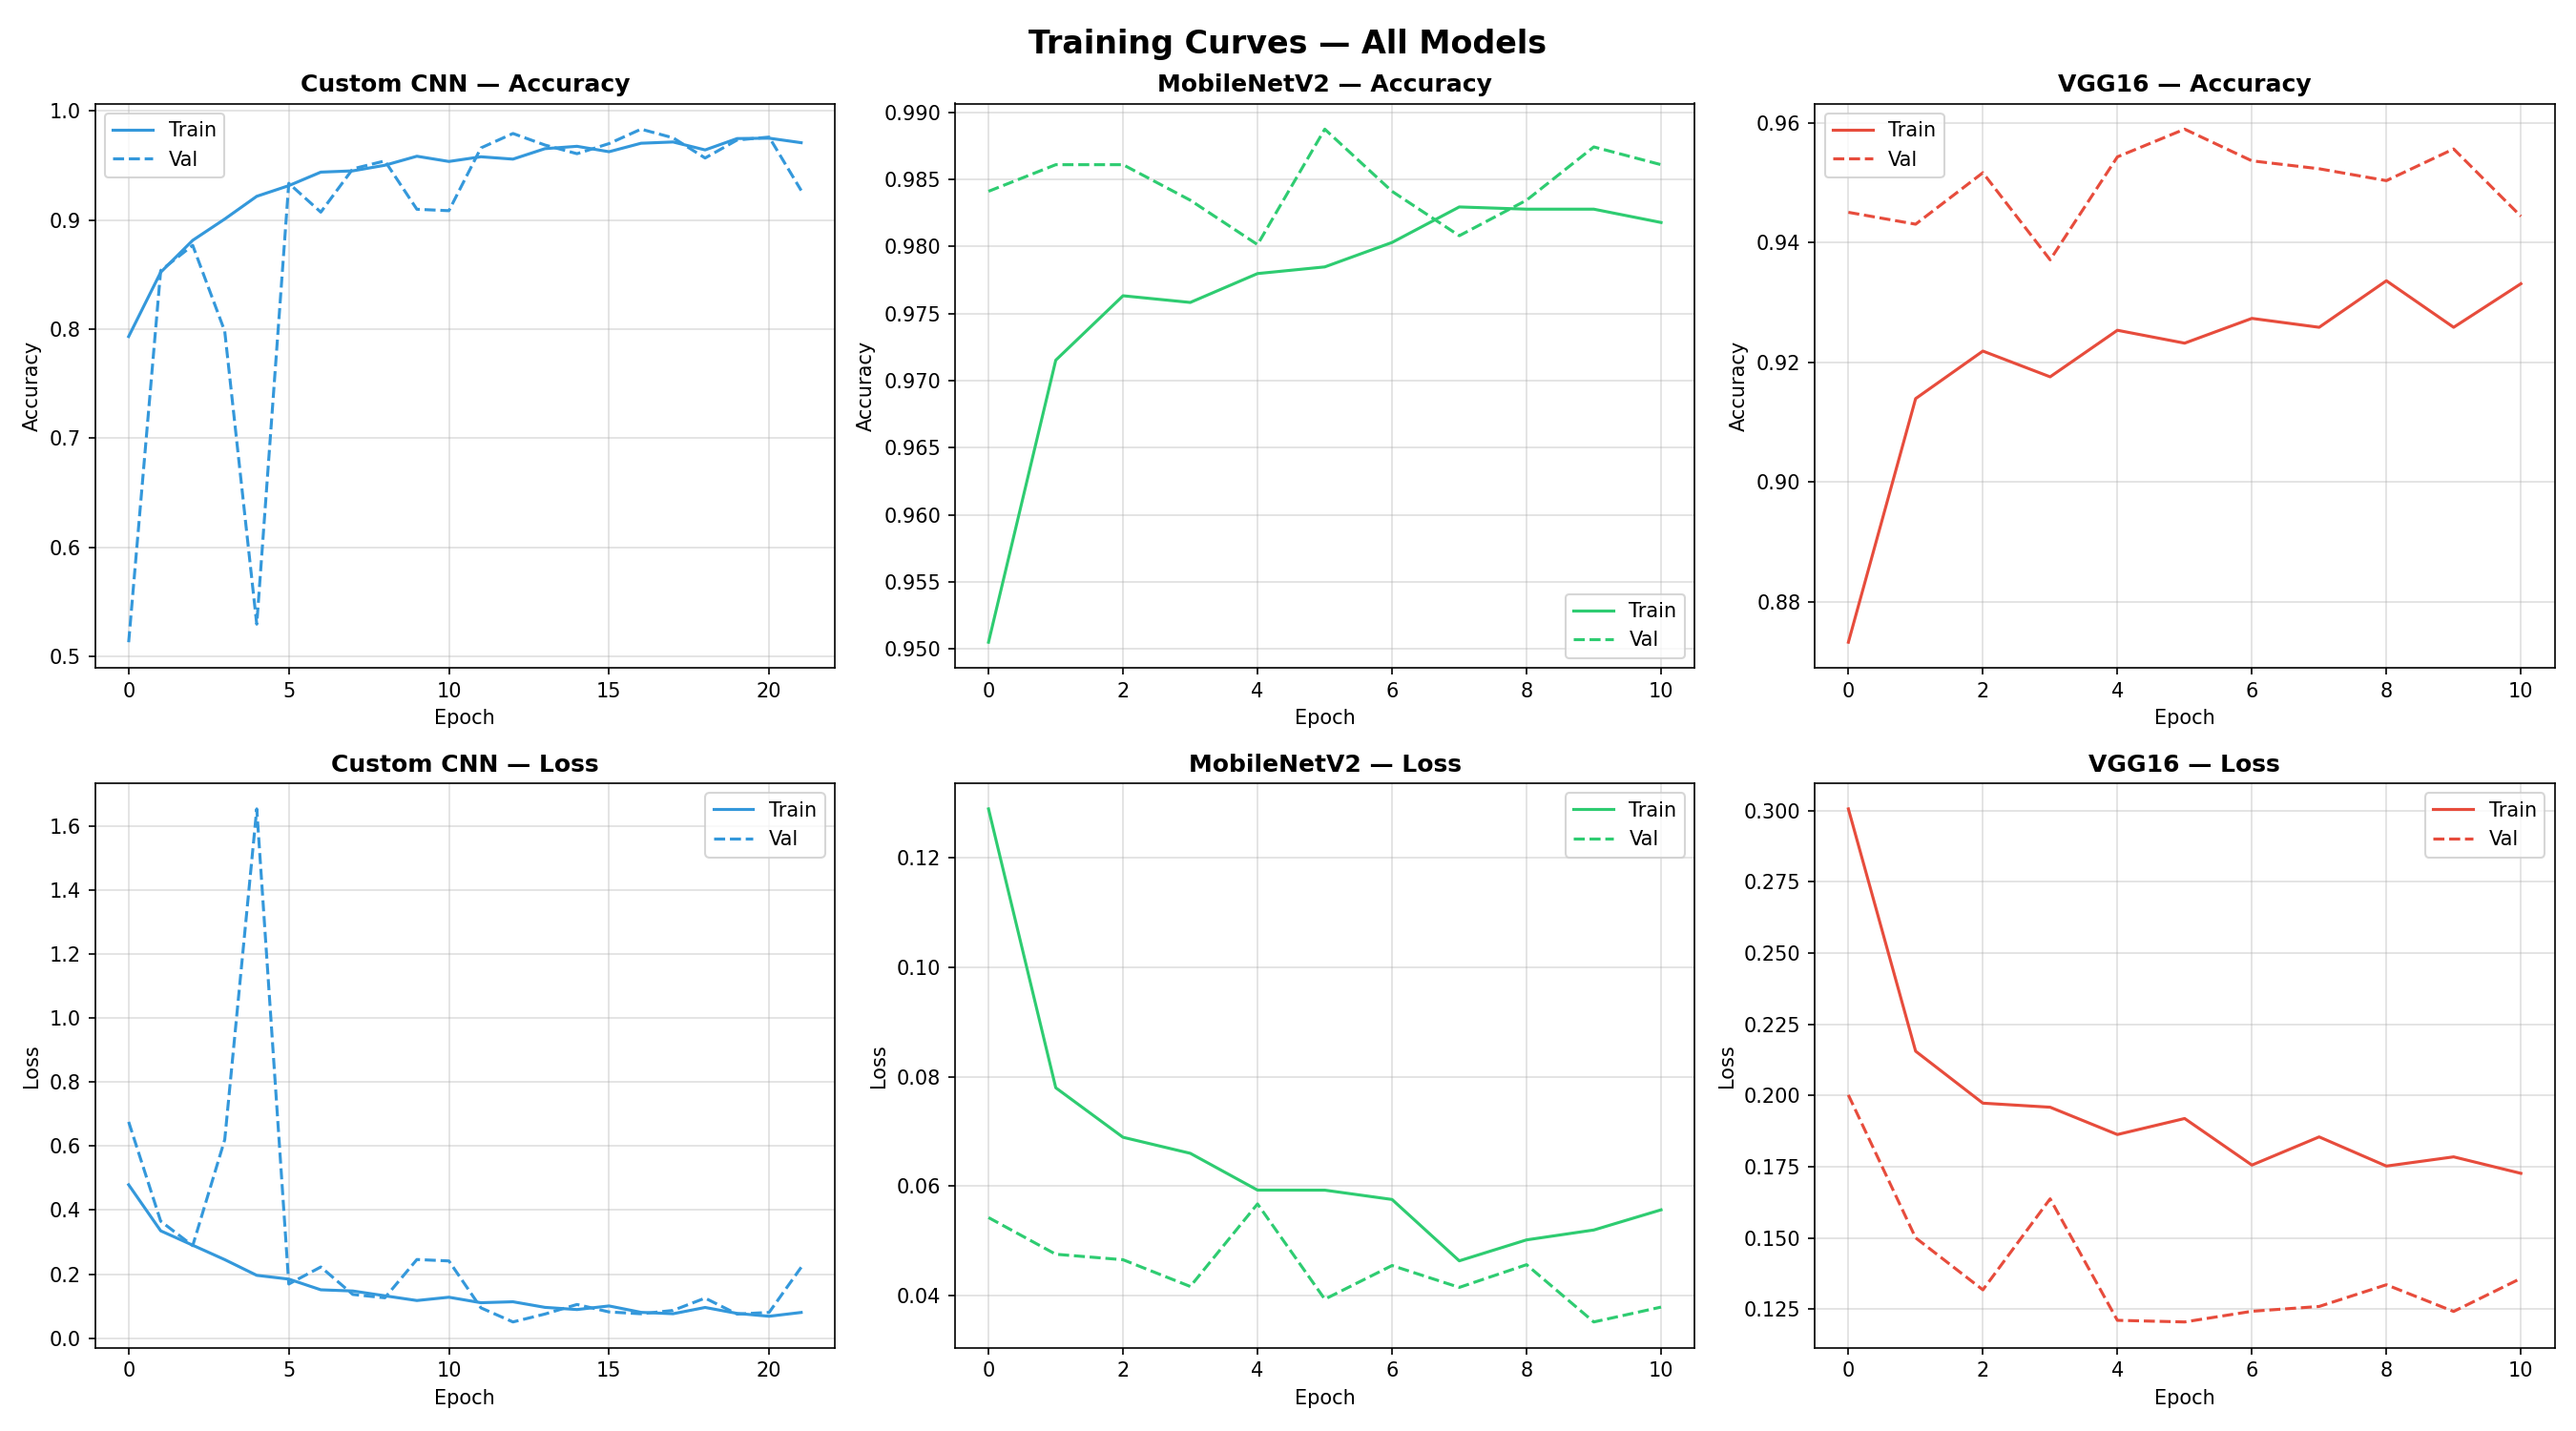 Training Curves — All Models
Custom CNN — Accuracy
Train
Val
1.0
0.9
0.8
0.7
0.6
0.5
Accuracy
0 5 10 15 20
Epoch
MobileNetV2 — Accuracy
0.990
0.985
0.980
0.975
0.970
0.965
0.960
0.955
0.950
Accuracy
Train
Val
0 2 4 6 8 10
Epoch
VGG16 — Accuracy
Train
Val
0.96
0.94
0.92
0.90
0.88
Accuracy
0 2 4 6 8 10
Epoch
Custom CNN — Loss
Train
Val
1.6
1.4
1.2
1.0
0.8
0.6
0.4
0.2
0.0
Loss
0 5 10 15 20
Epoch
MobileNetV2 — Loss
Train
Val
0.12
0.10
0.08
0.06
0.04
Loss
0 2 4 6 8 10
Epoch
VGG16 — Loss
Train
Val
0.300
0.275
0.250
0.225
0.200
0.175
0.150
0.125
Loss
0 2 4 6 8 10
Epoch